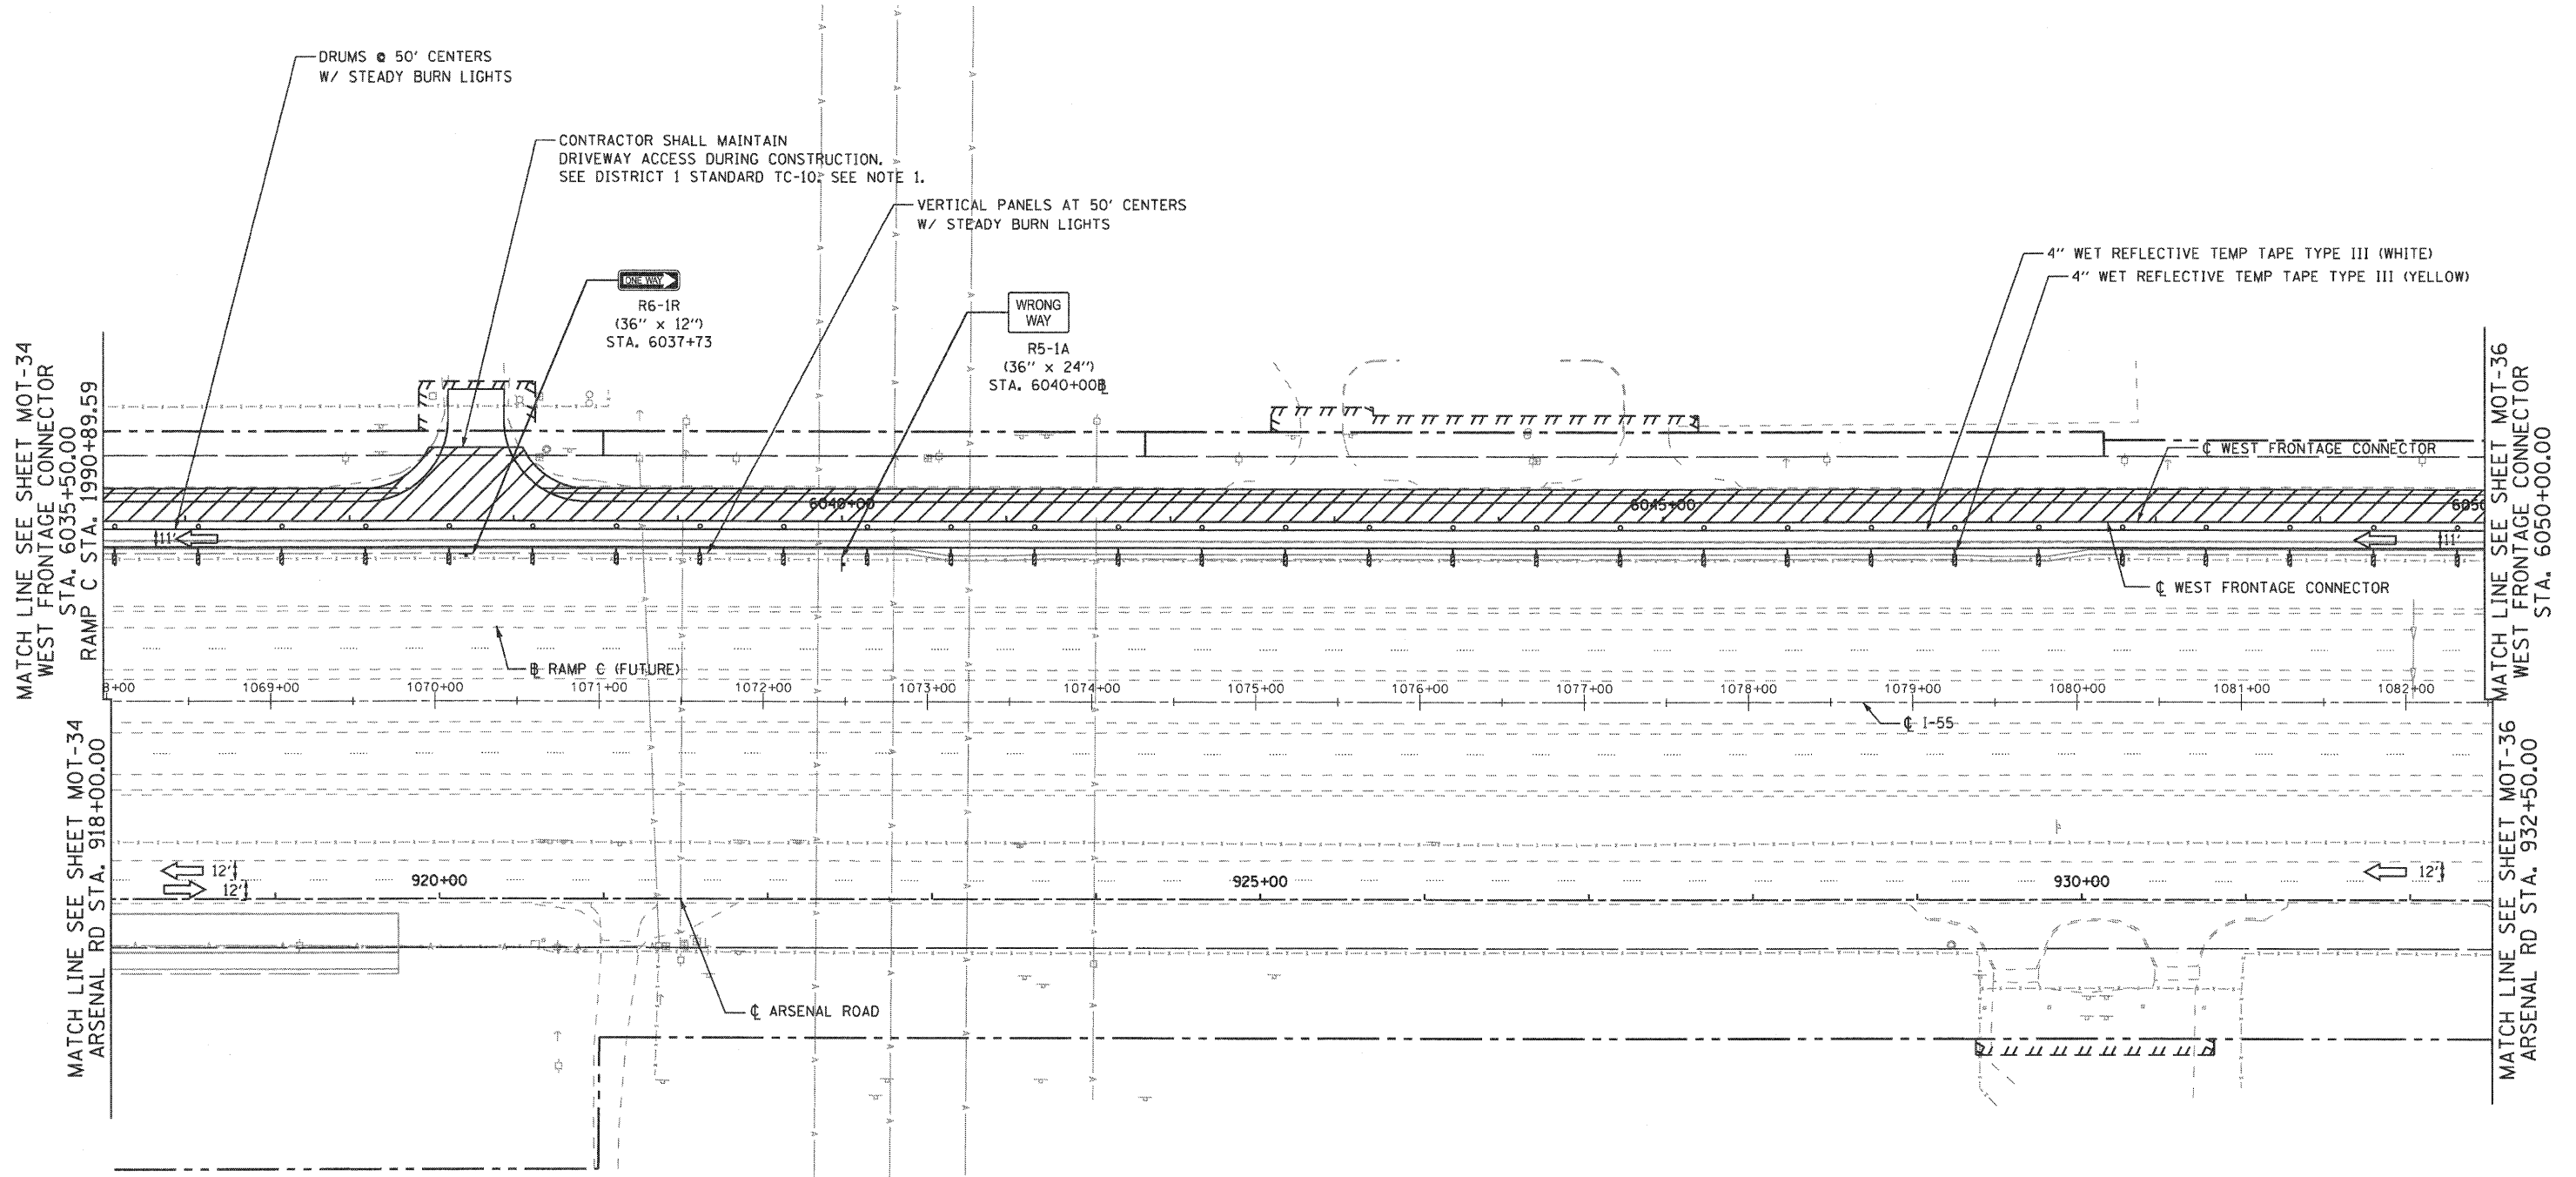 DRUMS @ 50' CENTERS
W/ STEADY BURN LIGHTS
CONTRACTOR SHALL MAINTAIN
DRIVEWAY ACCESS DURING CONSTRUCTION.
SEE DISTRICT 1 STANDARD TC-10. SEE NOTE 1.
VERTICAL PANELS AT 50' CENTERS
W/ STEADY BURN LIGHTS
4" WET REFLECTIVE TEMP TAPE TYPE III (WHITE)
4" WET REFLECTIVE TEMP TAPE TYPE III (YELLOW)
ONE WAY
R6-1R
(36" x 12")
STA. 6037+73
WRONG
WAY
R5-1A
(36" x 24")
STA. 6040+00
MATCH LINE SEE SHEET MOT-34
WEST FRONTAGE CONNECTOR
STA. 6035+50.00
RAMP C STA. 1990+89.59
MATCH LINE SEE SHEET MOT-36
WEST FRONTAGE CONNECTOR
STA. 6050+00.00
℄ WEST FRONTAGE CONNECTOR
6040+00
6045+00
6050
11'
11'
℄ WEST FRONTAGE CONNECTOR
B RAMP C (FUTURE)
8+00
1069+00
1070+00
1071+00
1072+00
1073+00
1074+00
1075+00
1076+00
1077+00
1078+00
1079+00
1080+00
1081+00
1082+00
℄ I-55
MATCH LINE SEE SHEET MOT-34
ARSENAL RD STA. 918+00.00
MATCH LINE SEE SHEET MOT-36
ARSENAL RD STA. 932+50.00
12'
12'
12'
920+00
925+00
930+00
℄ ARSENAL ROAD